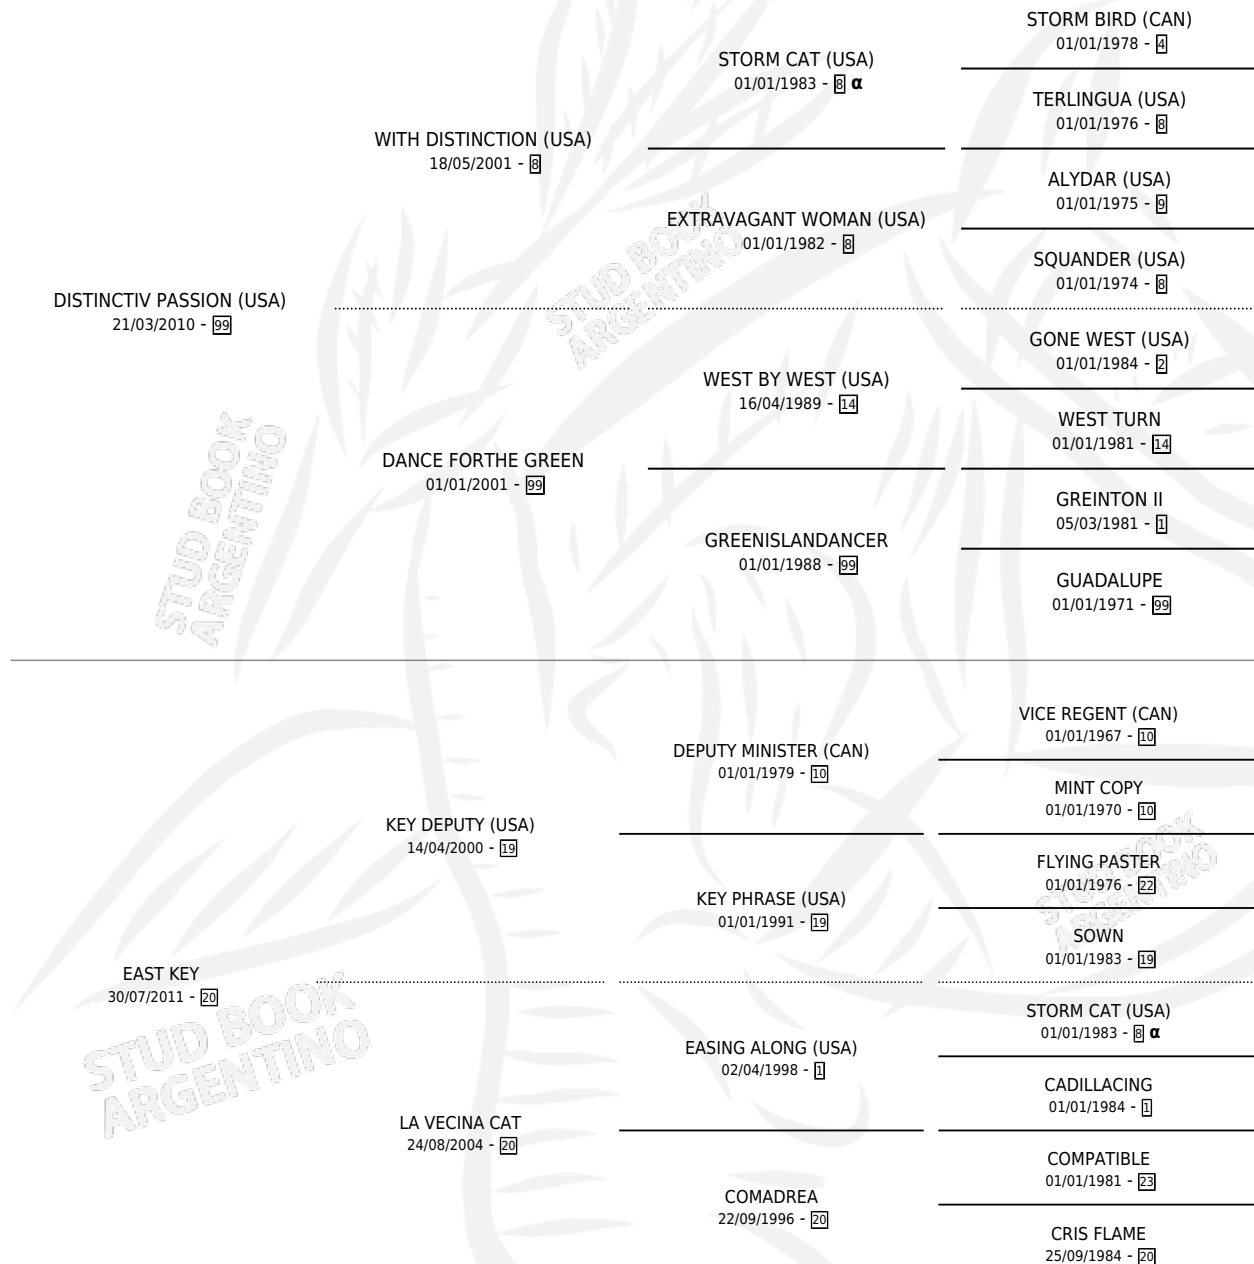 STORM BIRD (CAN)
01/01/1978 - 4
STORM CAT (USA)
01/01/1983 - 8 α
TERLINGUA (USA)
01/01/1976 - 8
WITH DISTINCTION (USA)
18/05/2001 - 8
ALYDAR (USA)
01/01/1975 - 9
EXTRAVAGANT WOMAN (USA)
01/01/1982 - 8
SQUANDER (USA)
01/01/1974 - 8
DISTINCTIV PASSION (USA)
21/03/2010 - 99
GONE WEST (USA)
01/01/1984 - 2
WEST BY WEST (USA)
16/04/1989 - 14
WEST TURN
01/01/1981 - 14
DANCE FORTHE GREEN
01/01/2001 - 99
GREINTON II
05/03/1981 - 1
GREENISLANDANCER
01/01/1988 - 99
GUADALUPE
01/01/1971 - 99
VICE REGENT (CAN)
01/01/1967 - 10
DEPUTY MINISTER (CAN)
01/01/1979 - 10
MINT COPY
01/01/1970 - 10
KEY DEPUTY (USA)
14/04/2000 - 19
FLYING PASTER
01/01/1976 - 22
KEY PHRASE (USA)
01/01/1991 - 19
SOWN
01/01/1983 - 19
EAST KEY
30/07/2011 - 20
STORM CAT (USA)
01/01/1983 - 8 α
EASING ALONG (USA)
02/04/1998 - 1
CADILLACING
01/01/1984 - 1
LA VECINA CAT
24/08/2004 - 20
COMPATIBLE
01/01/1981 - 23
COMADREA
22/09/1996 - 20
CRIS FLAME
25/09/1984 - 20
STUD BOOK
ARGENTINO
STUD BOOK
ARGENTINO
STUD BOOK
ARGENTINO
STUD BOOK
ARGENTINO